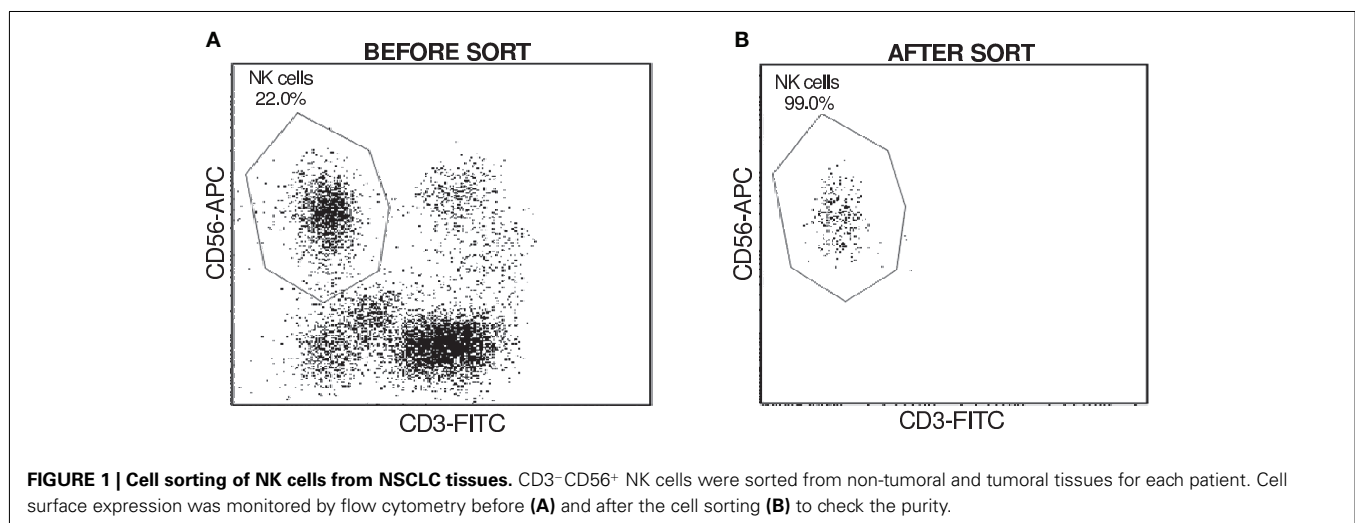 A
BEFORE SORT
NK cells
22.0%
CD56-APC
CD3-FITC
B
AFTER SORT
NK cells
99.0%
CD56-APC
CD3-FITC
FIGURE 1 | Cell sorting of NK cells from NSCLC tissues. CD3⁻CD56⁺ NK cells were sorted from non-tumoral and tumoral tissues for each patient. Cell
surface expression was monitored by flow cytometry before (A) and after the cell sorting (B) to check the purity.